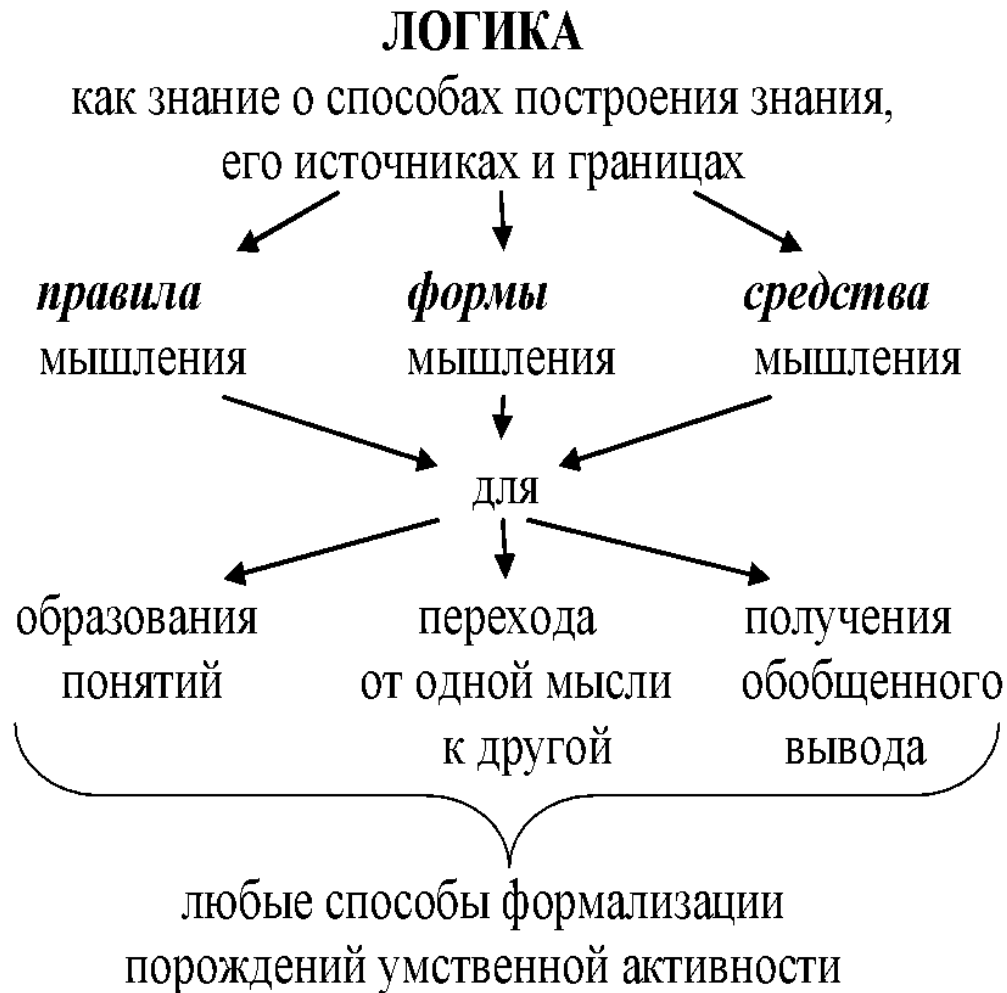 ЛОГИКА
как знание о способах построения знания,
его источниках и границах
правила формы средства
мышления мышления мышления
для
образования перехода получения
понятий от одной мысли обобщенного
к другой вывода
любые способы формализации
порождений умственной активности